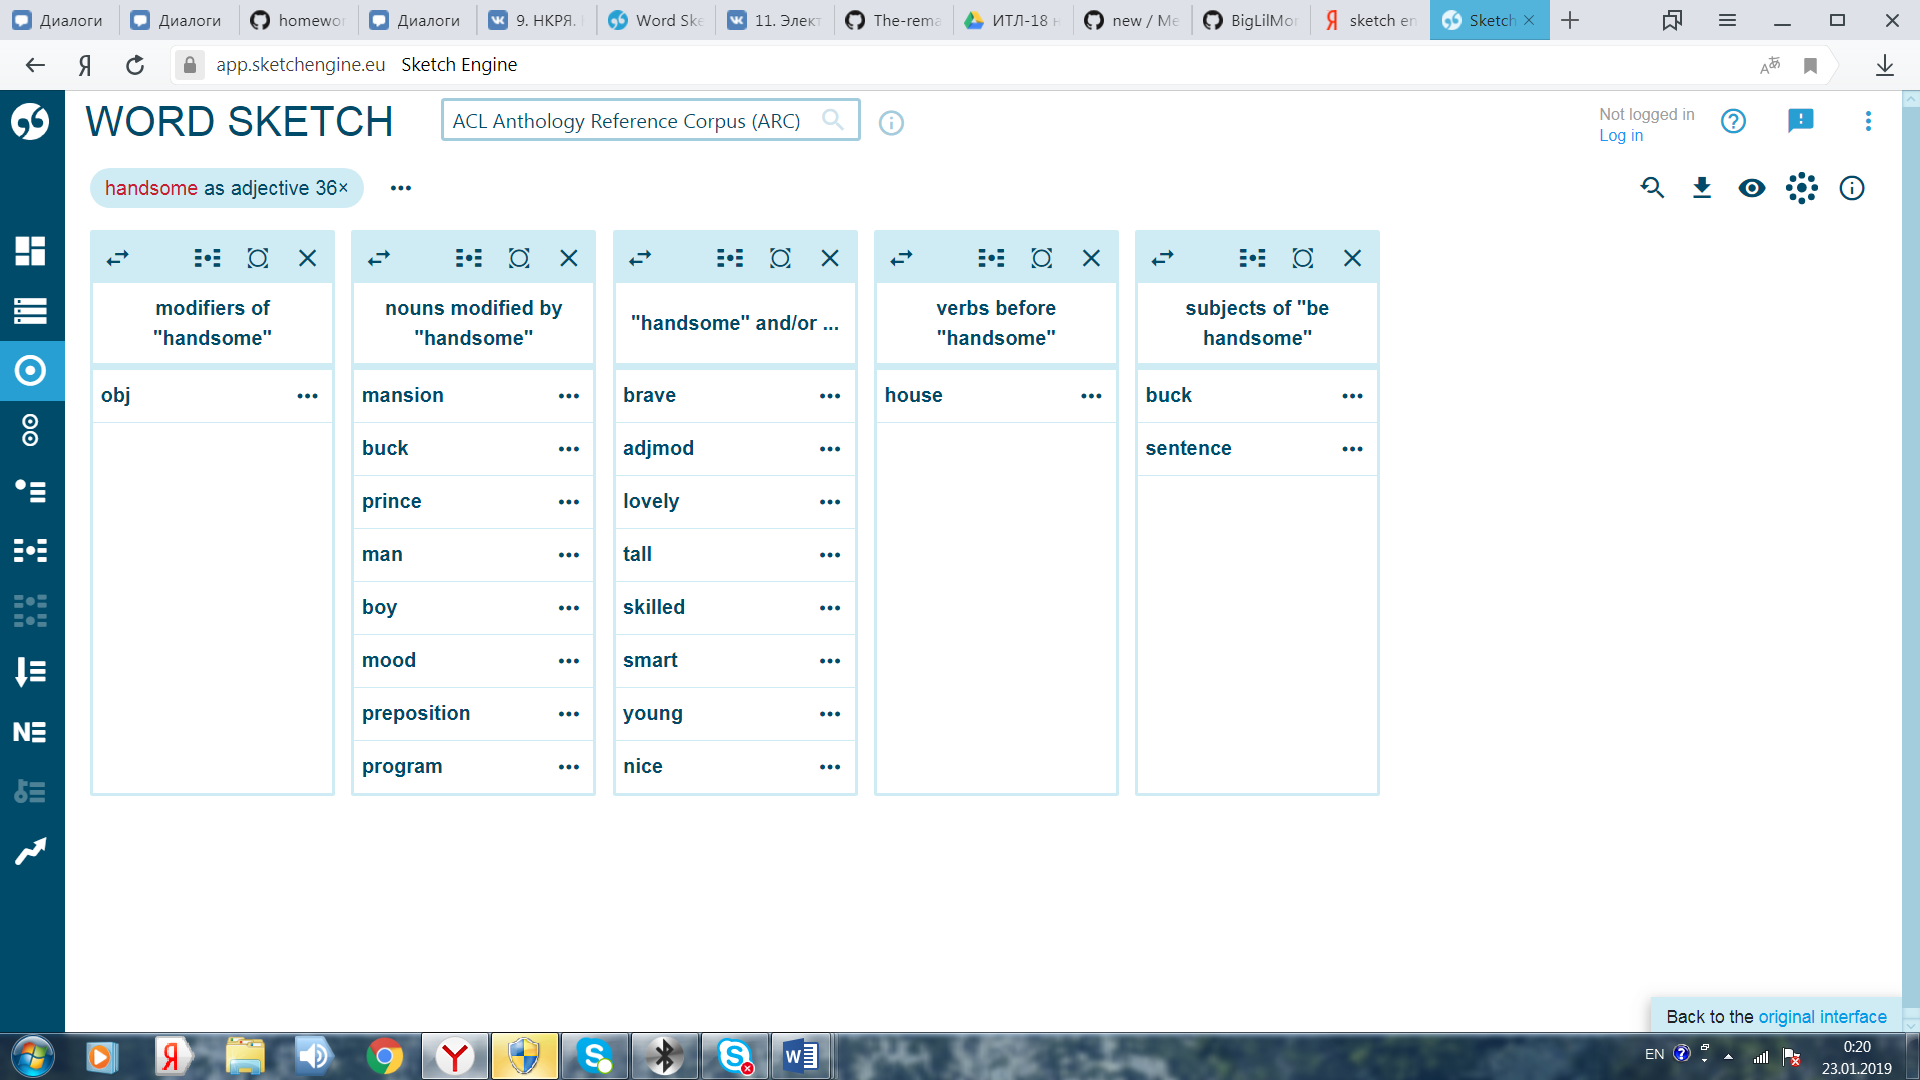 Диалоги
Диалоги
homewor
Диалоги
9. НКРЯ.
Word Ske
11. Элект
The-rema
ИТЛ-18 н
new / Me
BigLilMor
sketch en
Sketch
Я
app.sketchengine.eu Sketch Engine
WORD SKETCH
ACL Anthology Reference Corpus (ARC)
Not logged in
Log in
handsome as adjective 36×
modifiers of
"handsome"
obj
nouns modified by
"handsome"
mansion
buck
prince
man
boy
mood
preposition
program
"handsome" and/or ...
brave
adjmod
lovely
tall
skilled
smart
young
nice
verbs before
"handsome"
house
subjects of "be
handsome"
buck
sentence
Back to the original interface
EN
0:20
23.01.2019